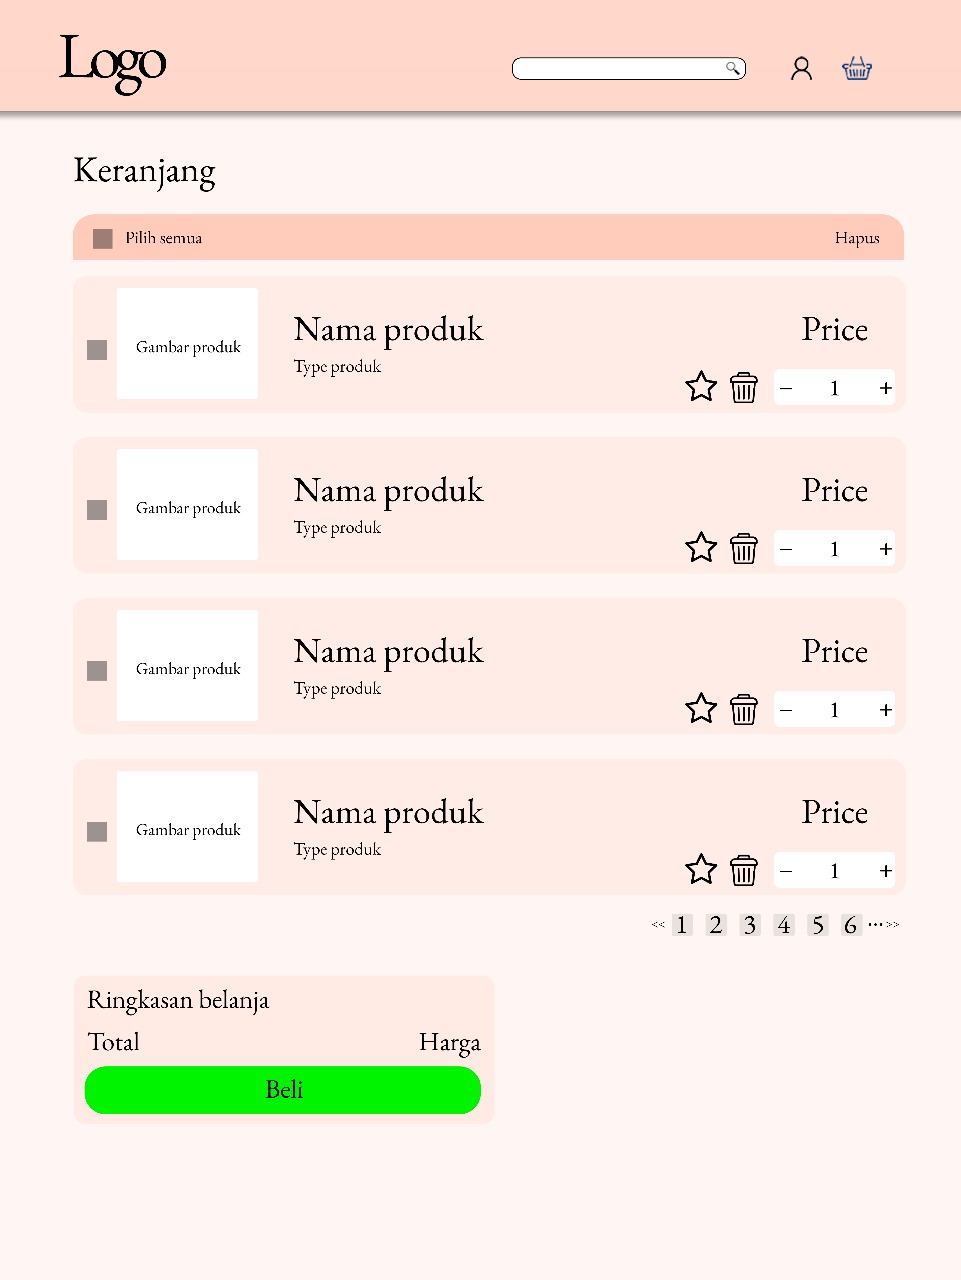 Logo
Keranjang
Pilih semua Hapus
Gambar produk
Nama produk
Type produk
Price
– 1 +
Gambar produk
Nama produk
Type produk
Price
– 1 +
Gambar produk
Nama produk
Type produk
Price
– 1 +
Gambar produk
Nama produk
Type produk
Price
– 1 +
<< 1 2 3 4 5 6 ... >>
Ringkasan belanja
Total Harga
Beli